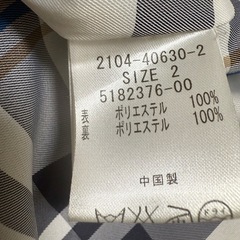 2104-40630-2
SIZE 2
5182376-00
表 ポリエステル 100%
裏 ポリエステル 100%
中国製